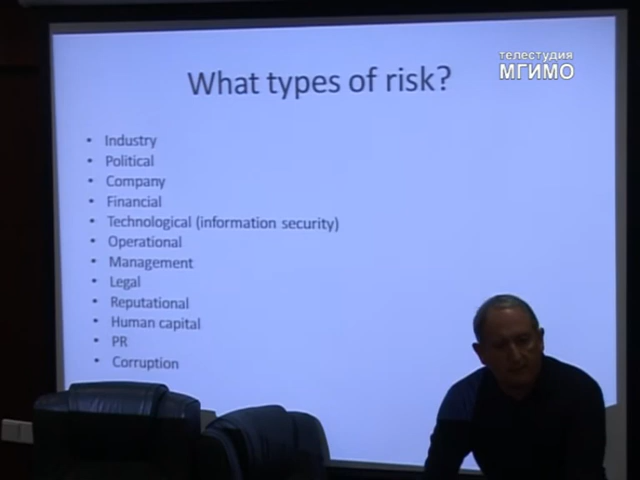 телестудия
МГИМО
What types of risk?
• Industry
• Political
• Company
• Financial
• Technological (information security)
• Operational
• Management
• Legal
• Reputational
• Human capital
• PR
• Corruption